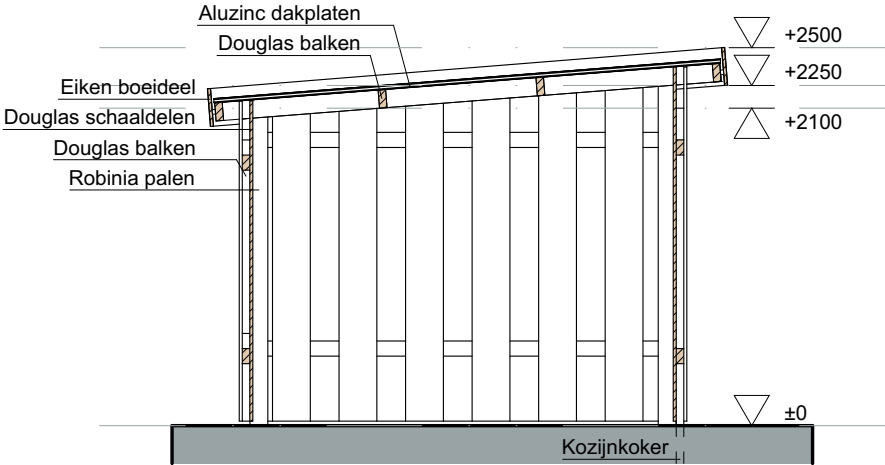 Aluzinc dakplaten
Douglas balken
Eiken boeideel
Douglas schaaldelen
Douglas balken
Robinia palen
+2500
+2250
+2100
±0
Kozijnkoker